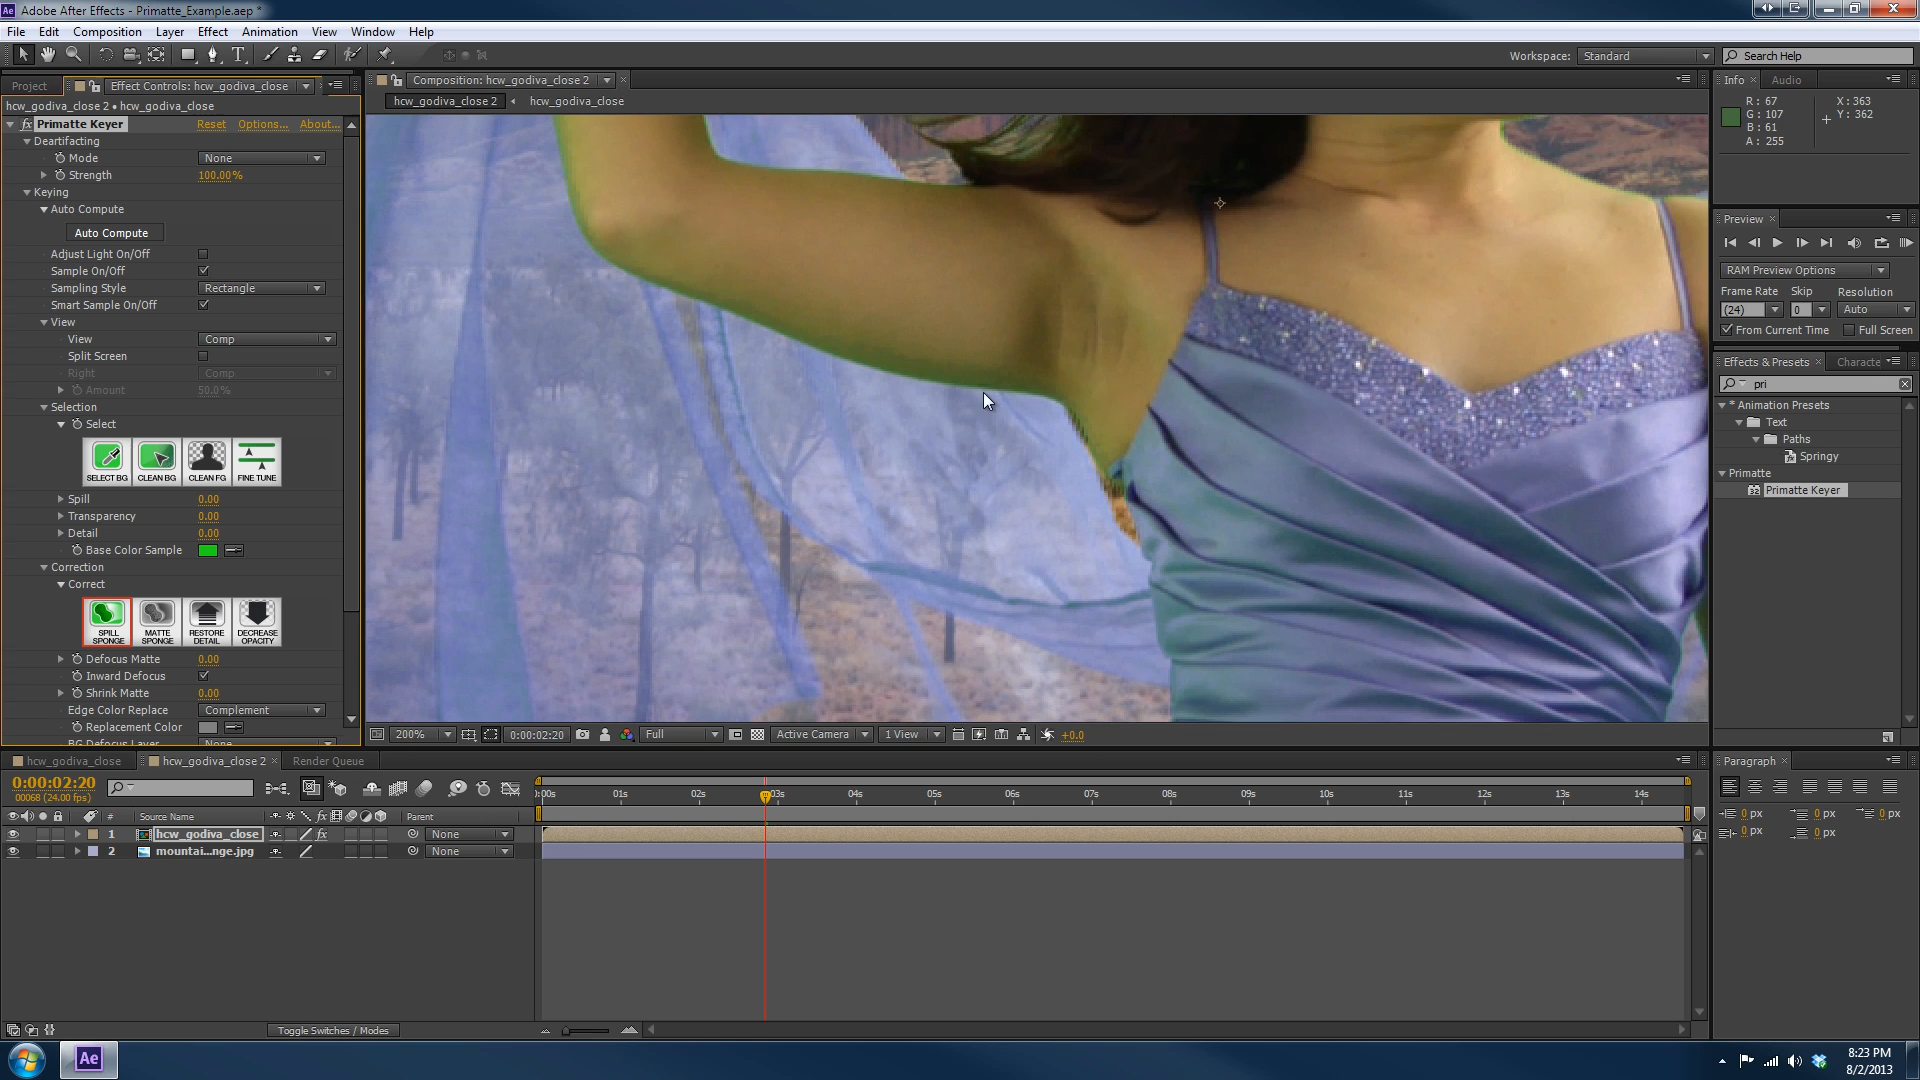 Adobe After Effects - Primatte_Example.aep *
File Edit Composition Layer Effect Animation View Window Help
Workspace: Standard Search Help
Project Effect Controls: hcw_godiva_close
hcw_godiva_close 2 • hcw_godiva_close
fx Primatte Keyer Reset Options... About...
Deartifacting
Mode None
Strength 100.00%
Keying
Auto Compute
Auto Compute
Adjust Light On/Off
Sample On/Off
Sampling Style Rectangle
Smart Sample On/Off
View
View Comp
Split Screen
Right Comp
Amount 50.0%
Selection
Select
SELECT BG CLEAN BG CLEAN FG FINE TUNE
Spill 0.00
Transparency 0.00
Detail 0.00
Base Color Sample
Correction
Correct
SPILL SPONGE MATTE SPONGE RESTORE DETAIL DECREASE OPACITY
Defocus Matte 0.00
Inward Defocus
Shrink Matte 0.00
Edge Color Replace Complement
Replacement Color
BG Defocus Layer None
Composition: hcw_godiva_close 2
hcw_godiva_close 2 hcw_godiva_close
200% 0:00:02:20 Full Active Camera 1 View +0.0
Info Audio
R: 67 X: 363
G: 107 Y: 362
B: 61
A: 255
Preview
RAM Preview Options
Frame Rate Skip Resolution
(24) 0 Auto
From Current Time Full Screen
Effects & Presets Characte
pri
* Animation Presets
Text
Paths
Springy
Primatte
Primatte Keyer
hcw_godiva_close hcw_godiva_close 2 Render Queue
0:00:02:20
00068 (24.00 fps)
:00s 01s 02s 03s 04s 05s 06s 07s 08s 09s 10s 11s 12s 13s 14s
# Source Name fx Parent
1 hcw_godiva_close fx None
2 mountai...nge.jpg None
Toggle Switches / Modes
Paragraph
0 px 0 px 0 px
0 px 0 px
Ae
8:23 PM
8/2/2013